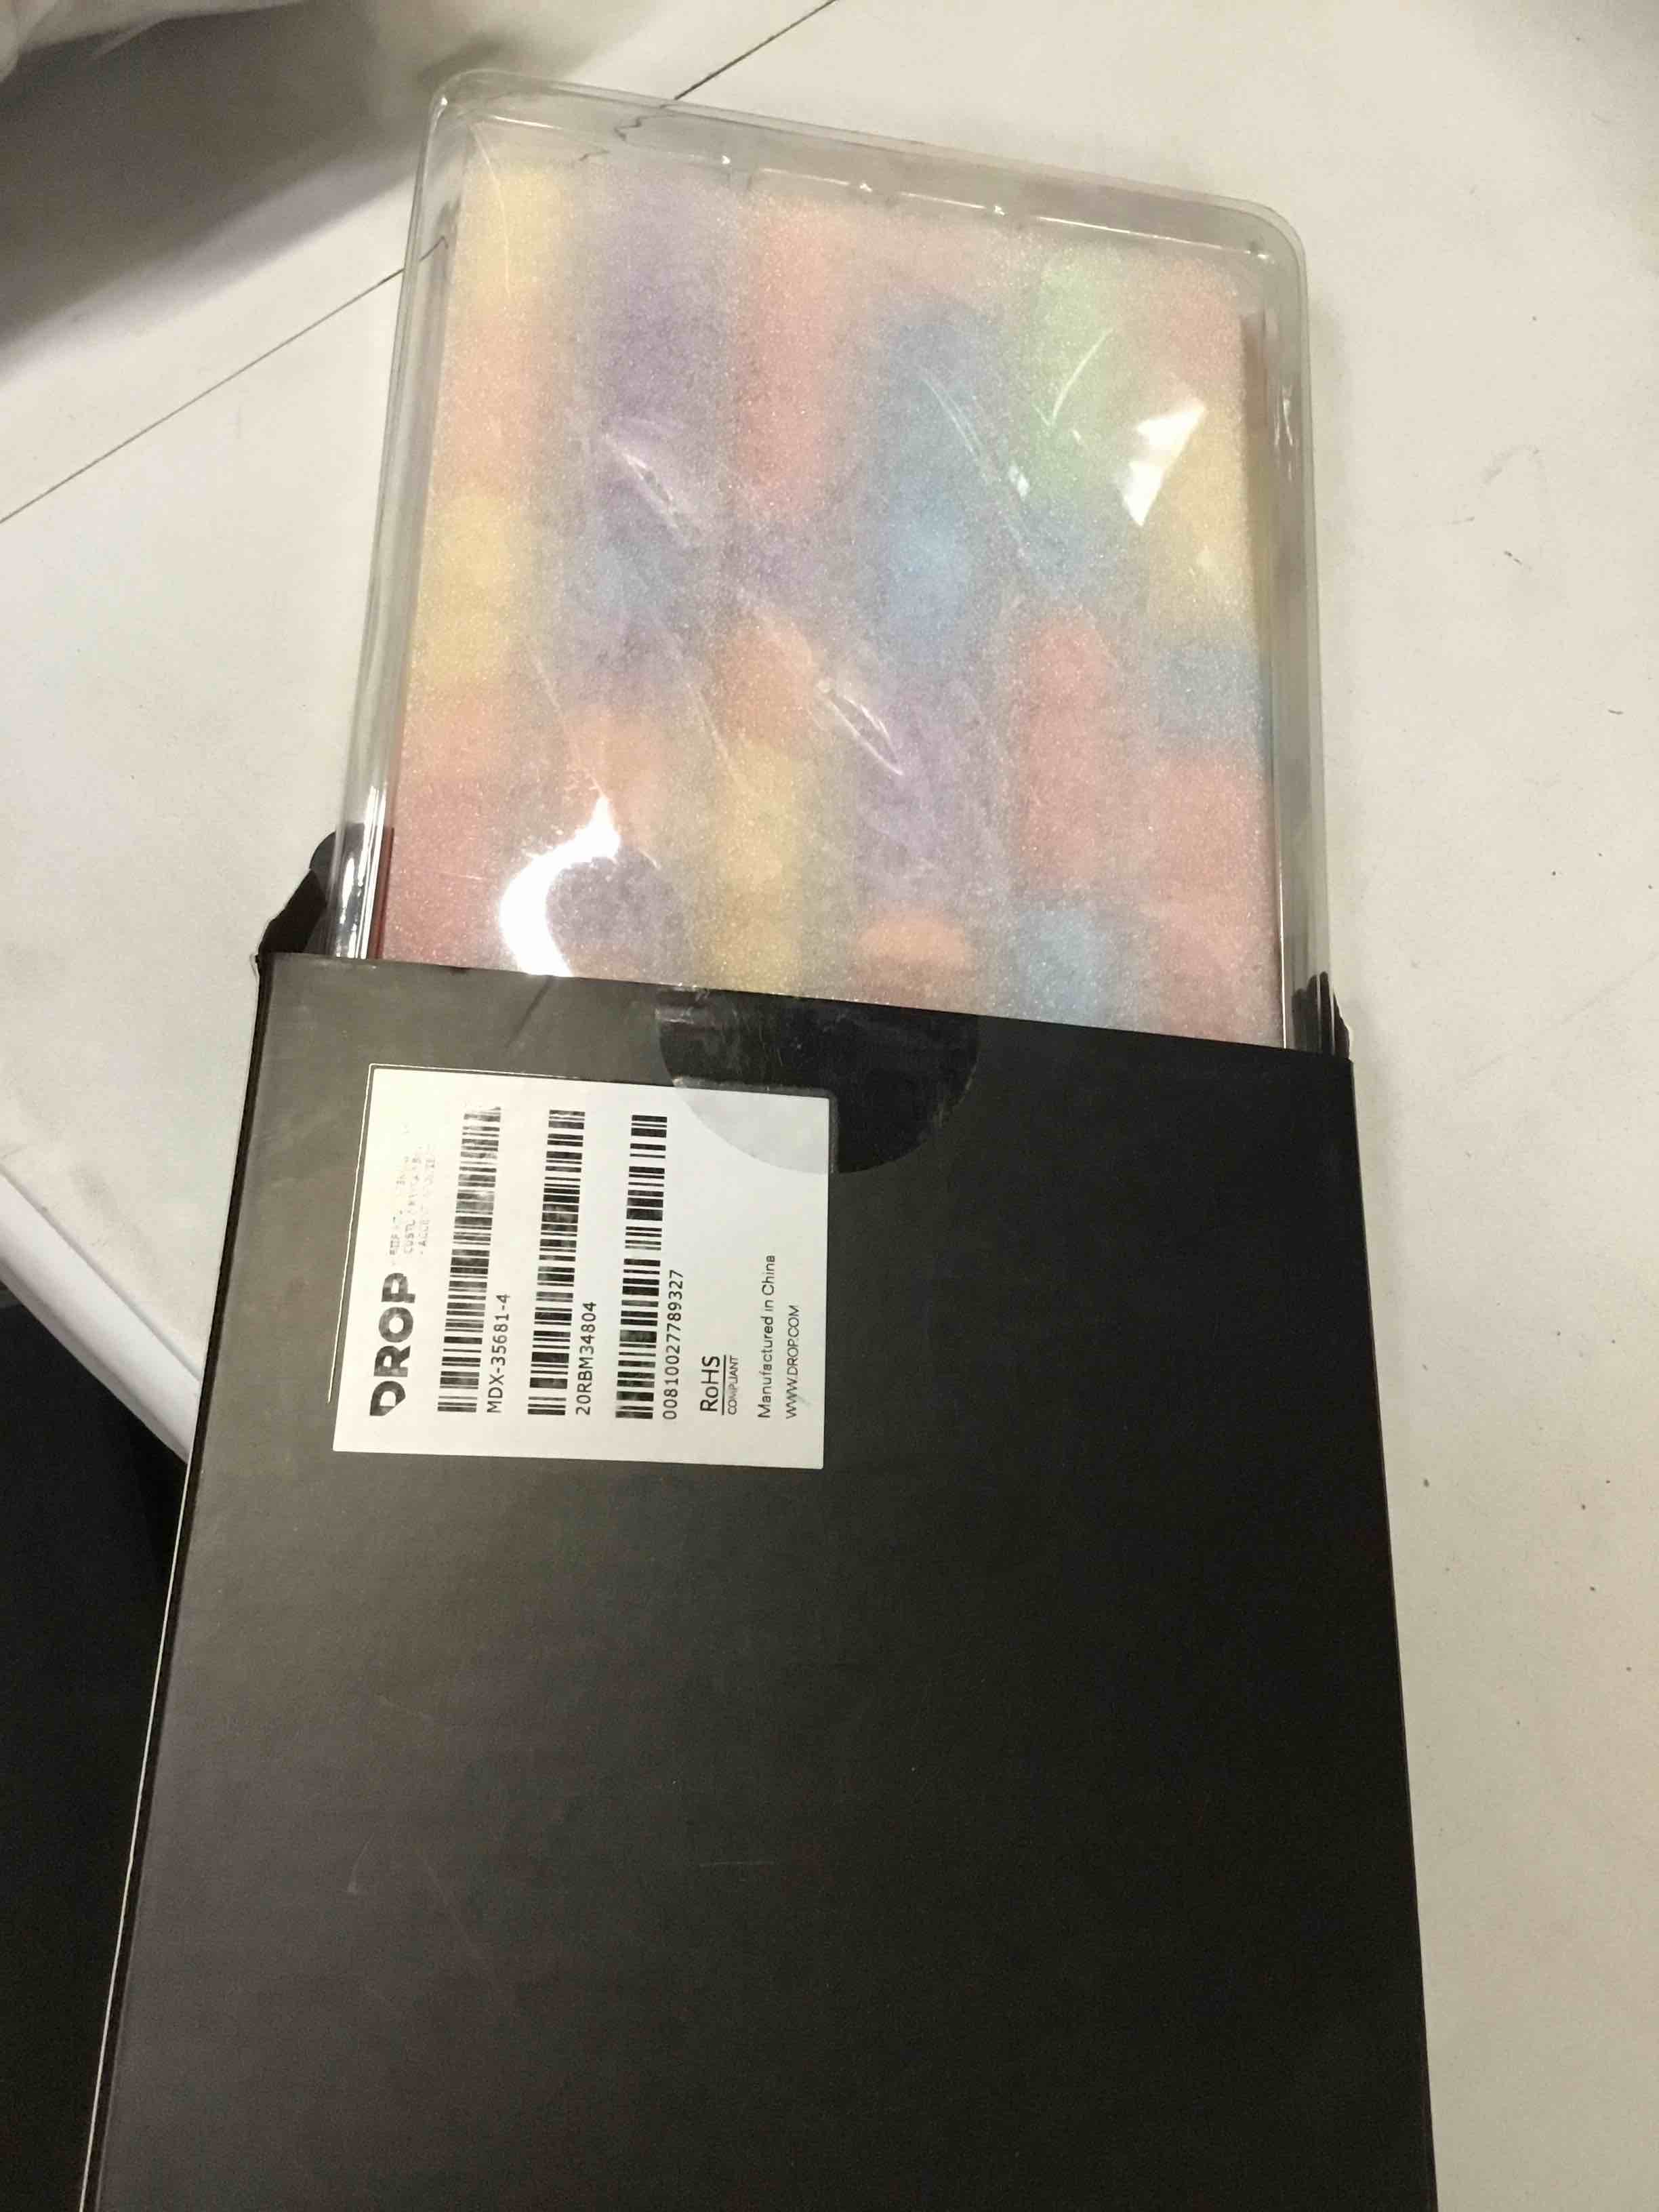 DROP
MDX-35681-4
20RBM34804
00810027789327
RoHS
COMPLIANT
Manufactured in China
WWW.DROP.COM